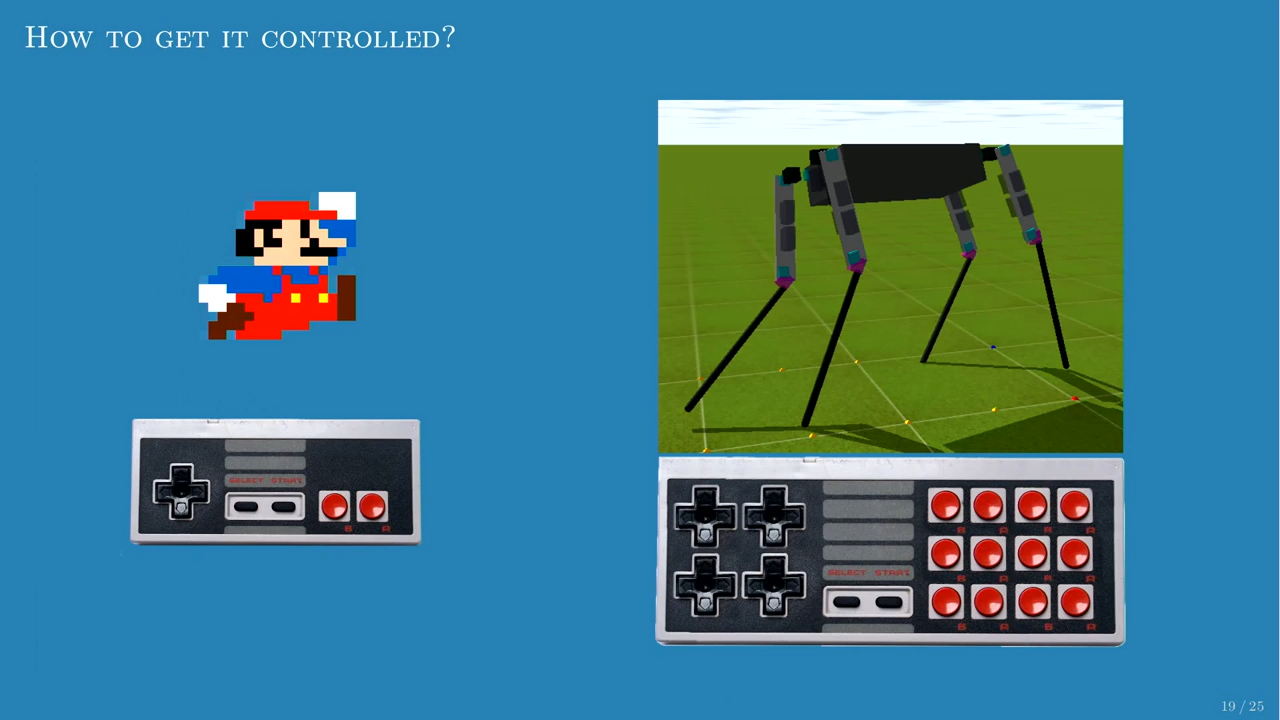 How to get it controlled?
SELECT START
B A
SELECT START
B A B A
B A B A
B A B A
19 / 25